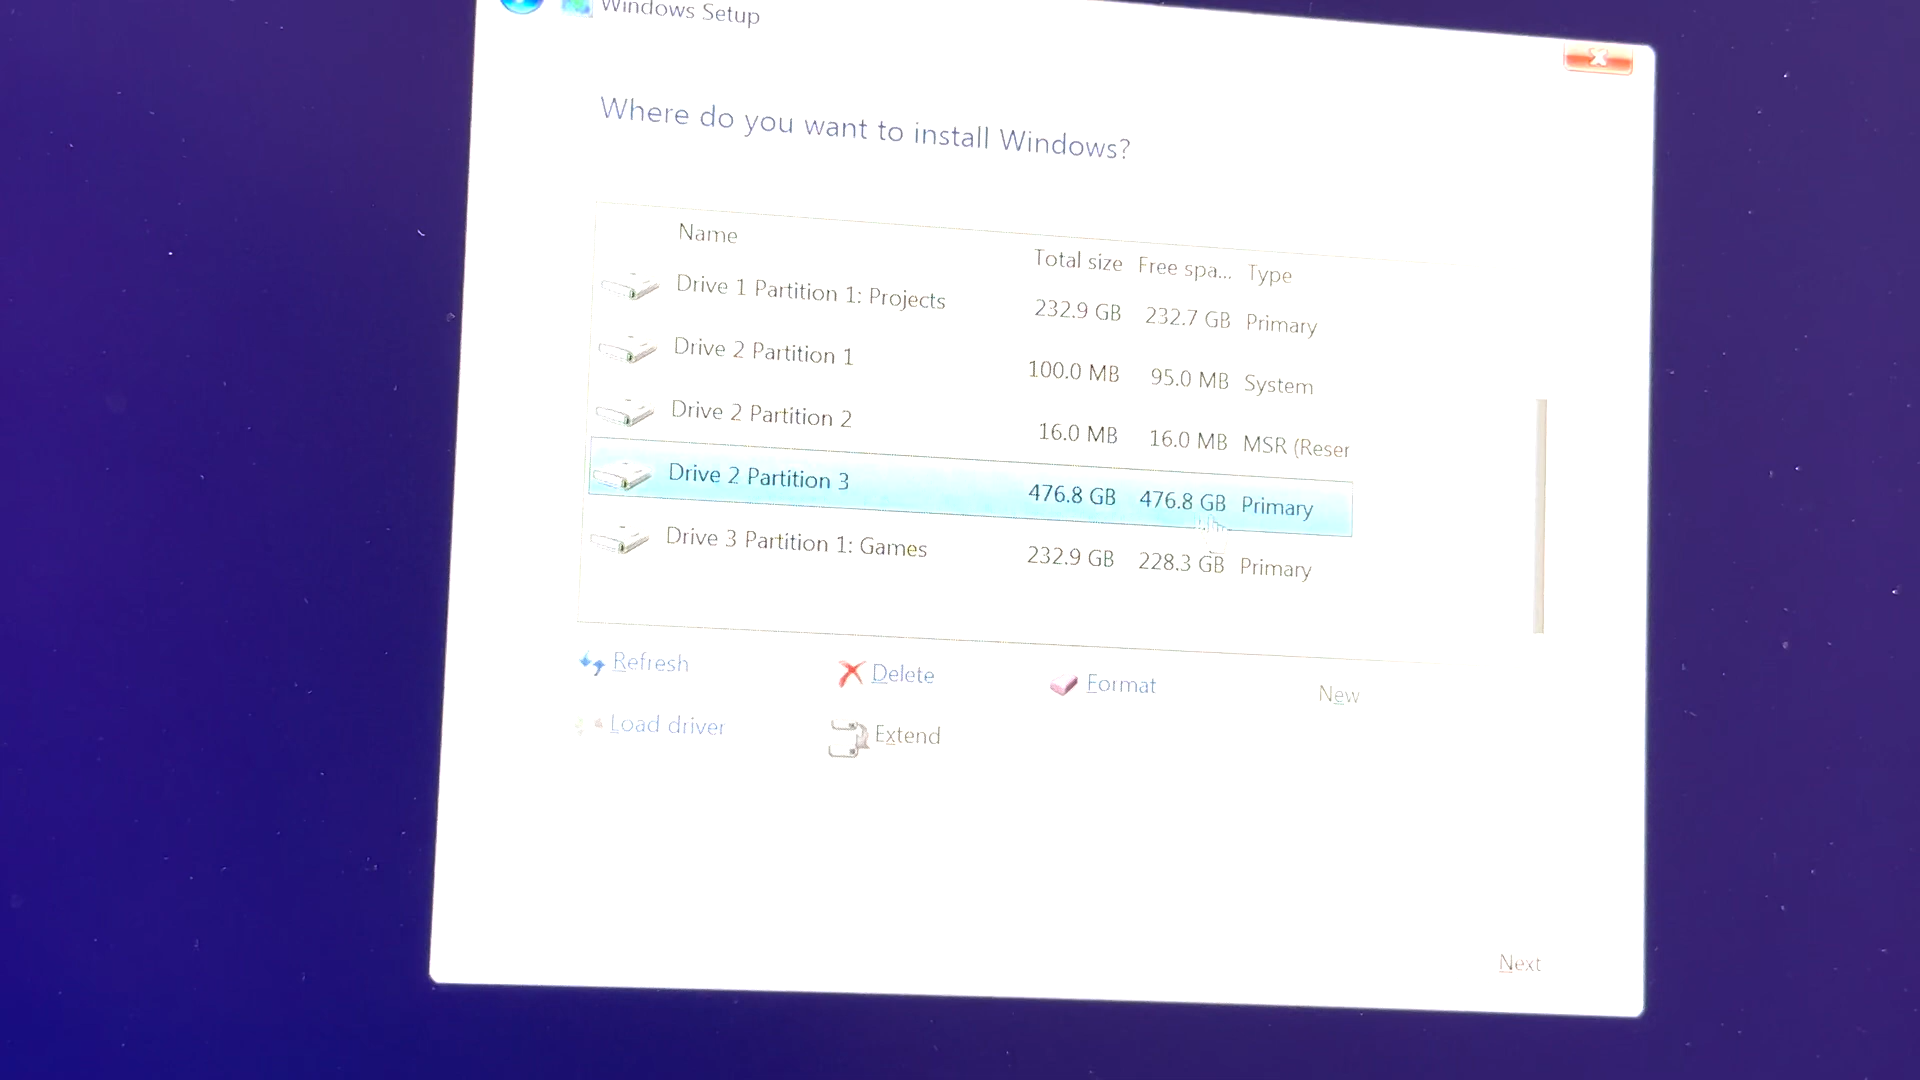 Windows Setup
Where do you want to install Windows?
Name Total size Free spa... Type
Drive 1 Partition 1: Projects 232.9 GB 232.7 GB Primary
Drive 2 Partition 1 100.0 MB 95.0 MB System
Drive 2 Partition 2 16.0 MB 16.0 MB MSR (Reser
Drive 2 Partition 3 476.8 GB 476.8 GB Primary
Drive 3 Partition 1: Games 232.9 GB 228.3 GB Primary
Refresh Delete Format New
Load driver Extend
Next